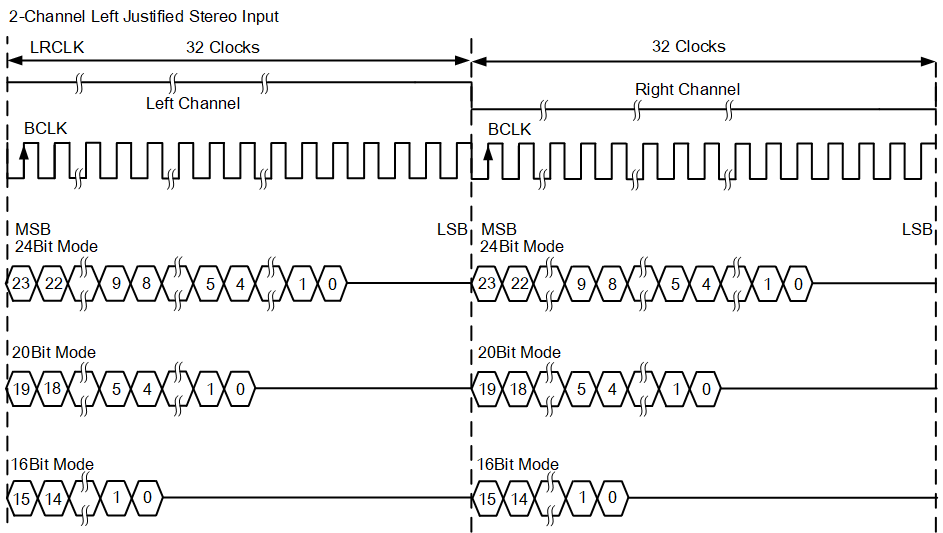 2-Channel Left Justified Stereo Input
LRCLK 32 Clocks 32 Clocks
Left Channel Right Channel
BCLK BCLK
MSB LSB MSB LSB
24Bit Mode 24Bit Mode
23 22 9 8 5 4 1 0 23 22 9 8 5 4 1 0
20Bit Mode 20Bit Mode
19 18 5 4 1 0 19 18 5 4 1 0
16Bit Mode 16Bit Mode
15 14 1 0 15 14 1 0